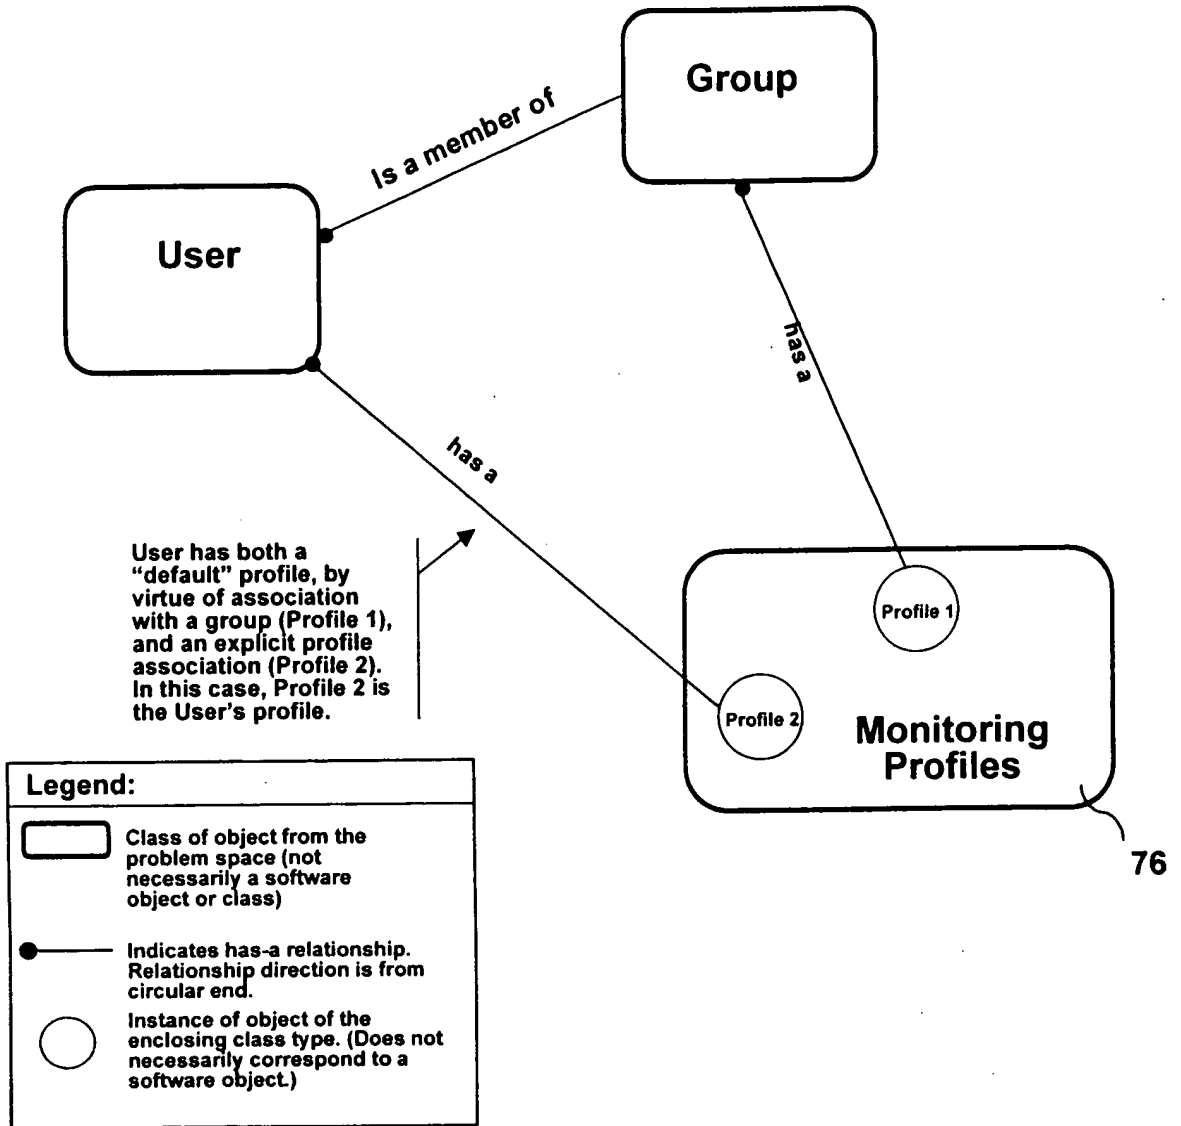 Group
Is a member of
User
has a
has a
User has both a
“default” profile, by
virtue of association
with a group (Profile 1),
and an explicit profile
association (Profile 2).
In this case, Profile 2 is
the User's profile.
Profile 1
Profile 2
Monitoring
Profiles
76
Legend:
Class of object from the
problem space (not
necessarily a software
object or class)
Indicates has-a relationship.
Relationship direction is from
circular end.
Instance of object of the
enclosing class type. (Does not
necessarily correspond to a
software object.)